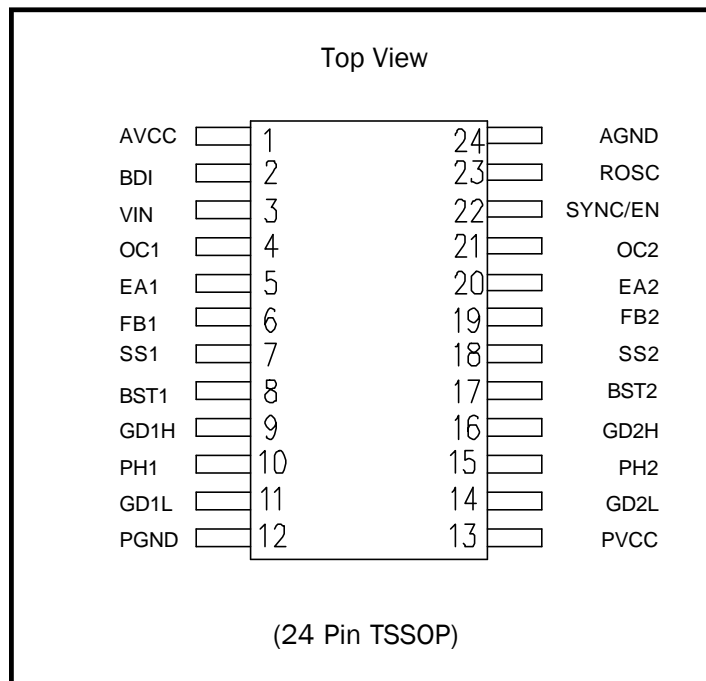 Top View
AVCC 1 24 AGND
BDI 2 23 ROSC
VIN 3 22 SYNC/EN
OC1 4 21 OC2
EA1 5 20 EA2
FB1 6 19 FB2
SS1 7 18 SS2
BST1 8 17 BST2
GD1H 9 16 GD2H
PH1 10 15 PH2
GD1L 11 14 GD2L
PGND 12 13 PVCC
(24 Pin TSSOP)